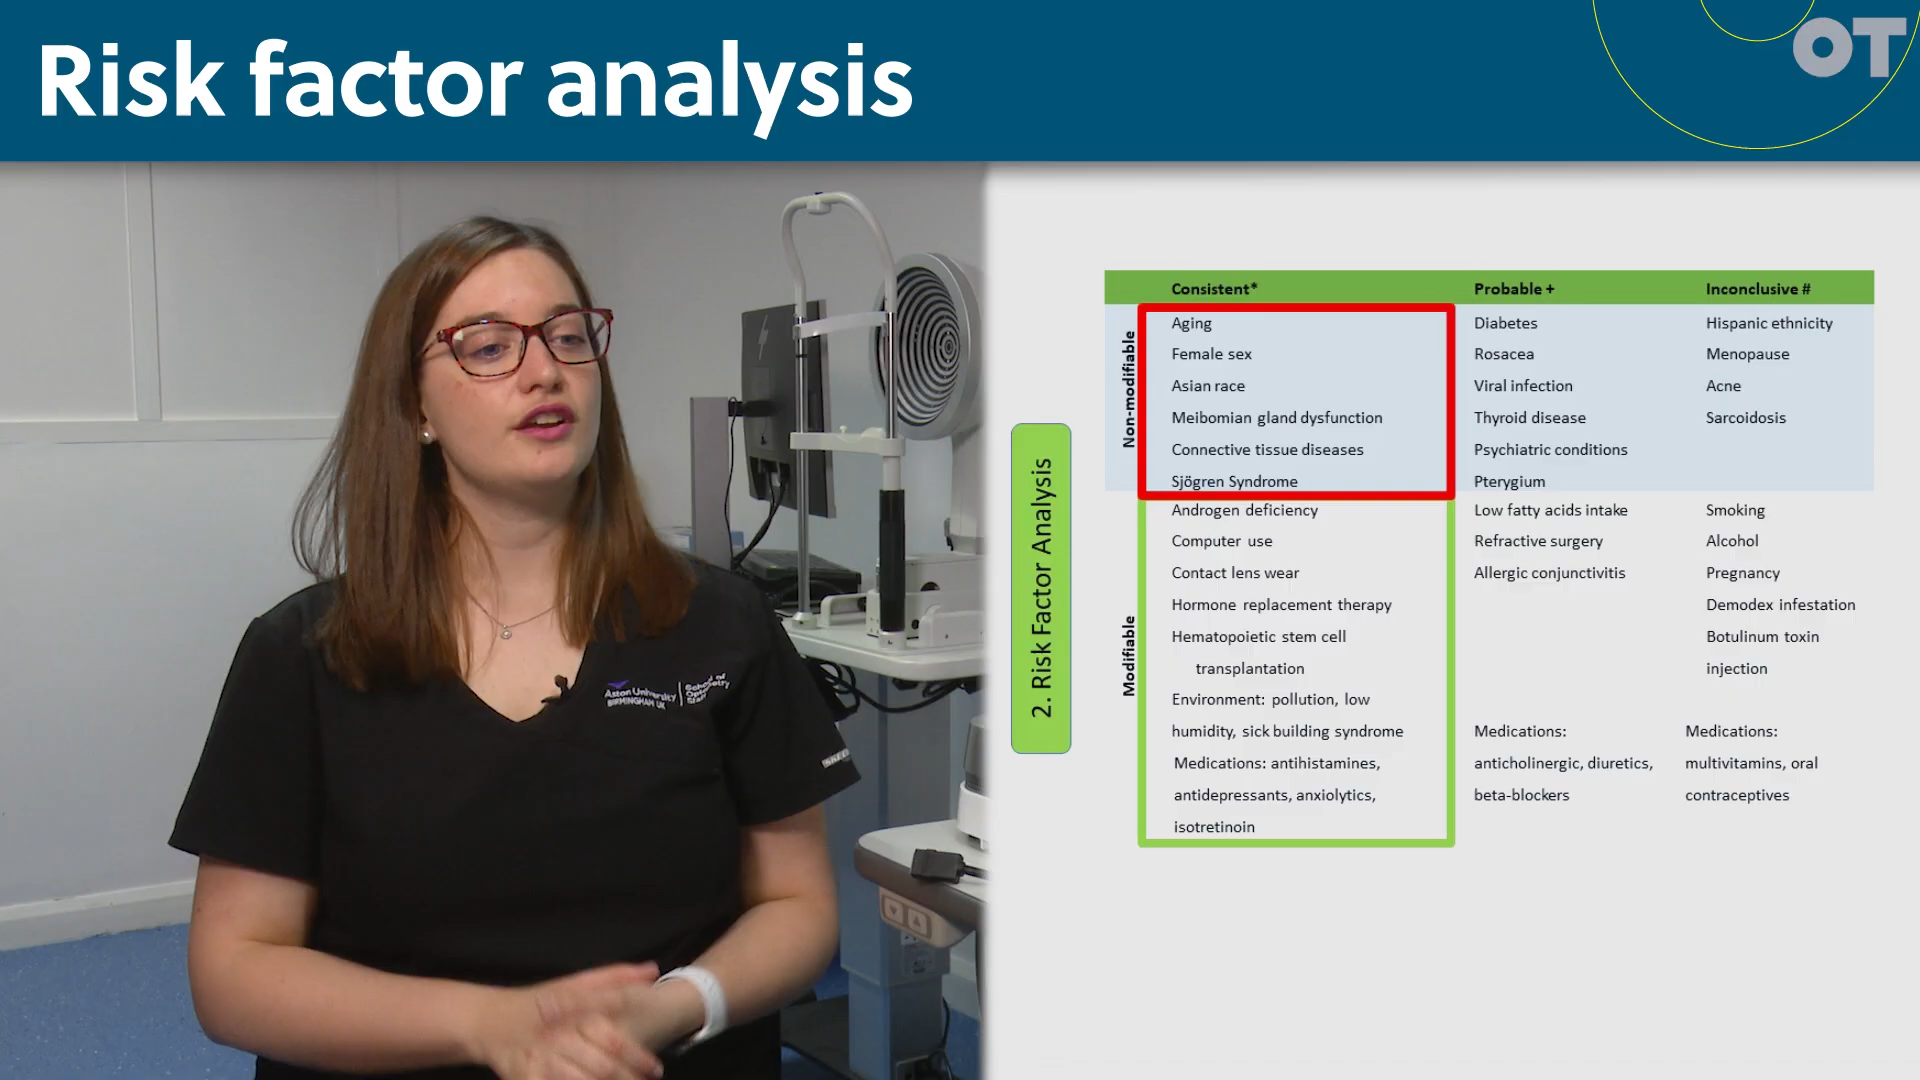 Risk factor analysis
OT
Aston University
BIRMINGHAM UK
School of
2. Risk Factor Analysis
Consistent* Probable + Inconclusive #
Non-modifiable
Aging Diabetes Hispanic ethnicity
Female sex Rosacea Menopause
Asian race Viral infection Acne
Meibomian gland dysfunction Thyroid disease Sarcoidosis
Connective tissue diseases Psychiatric conditions
Sjögren Syndrome Pterygium
Modifiable
Androgen deficiency Low fatty acids intake Smoking
Computer use Refractive surgery Alcohol
Contact lens wear Allergic conjunctivitis Pregnancy
Hormone replacement therapy Demodex infestation
Hematopoietic stem cell Botulinum toxin
transplantation injection
Environment: pollution, low
humidity, sick building syndrome Medications: Medications:
Medications: antihistamines, anticholinergic, diuretics, multivitamins, oral
antidepressants, anxiolytics, beta-blockers contraceptives
isotretinoin